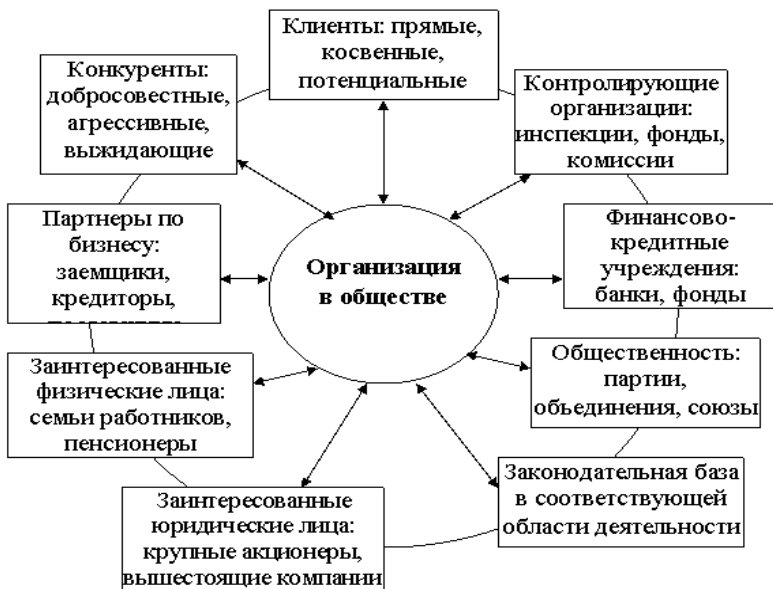 Клиенты: прямые,
косвенные,
потенциальные
Конкуренты:
добросовестные,
агрессивные,
выжидающие
Контролирующие
организации:
инспекции, фонды,
комиссии
Партнеры по
бизнесу:
заемщики,
кредиторы,
Организация
в обществе
Финансово-
кредитные
учреждения:
банки, фонды
Заинтересованные
физические лица:
семьи работников,
пенсионеры
Общественность:
партии,
объединения, союзы
Заинтересованные
юридические лица:
крупные акционеры,
вышестоящие компании
Законодательная база
в соответствующей
области деятельности